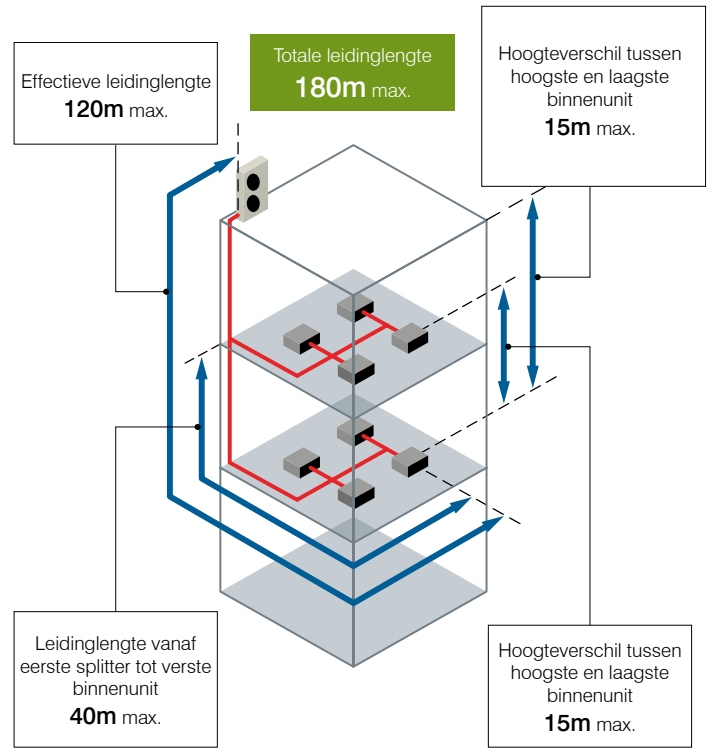 Effectieve leidinglengte
120m max.
Totale leidinglengte
180m max.
Hoogteverschil tussen
hoogste en laagste
binnenunit
15m max.
Leidinglengte vanaf
eerste splitter tot verste
binnenunit
40m max.
Hoogteverschil tussen
hoogste en laagste
binnenunit
15m max.